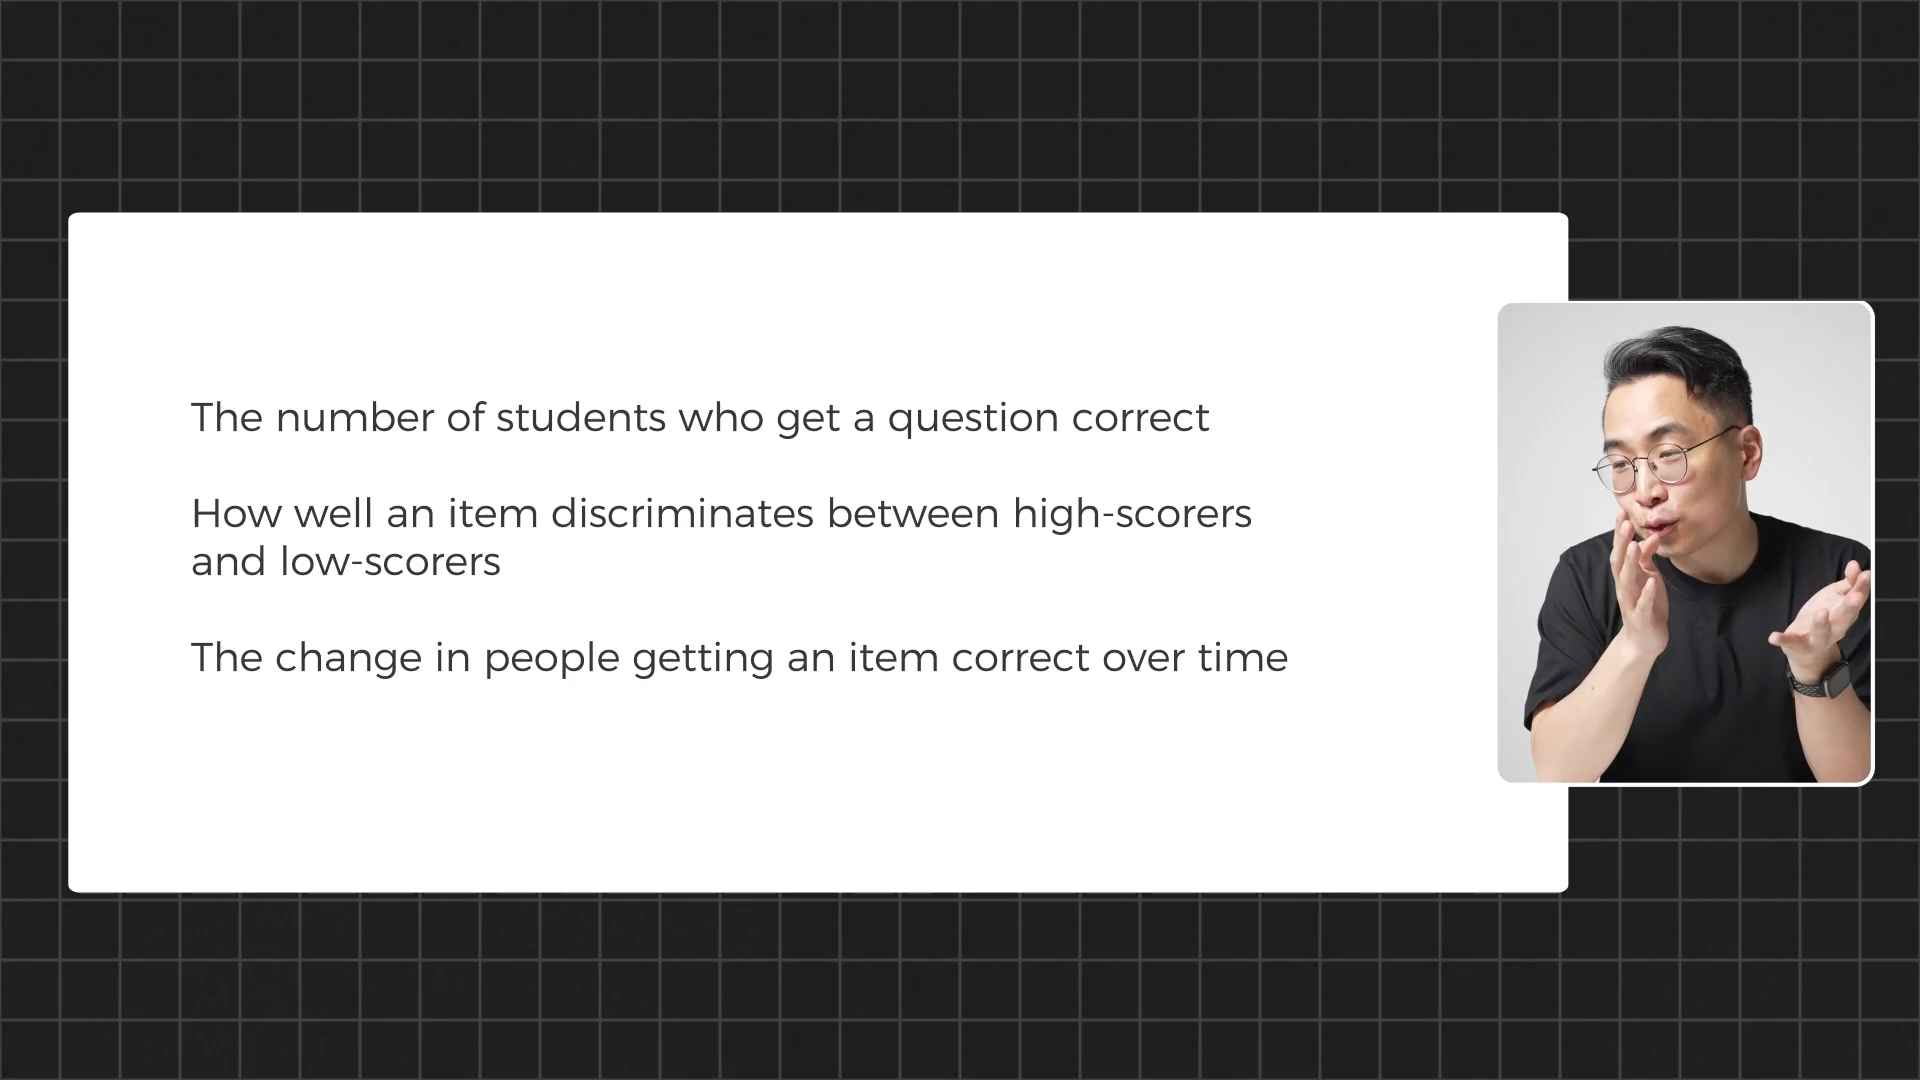 The number of students who get a question correct
How well an item discriminates between high-scorers
and low-scorers
The change in people getting an item correct over time